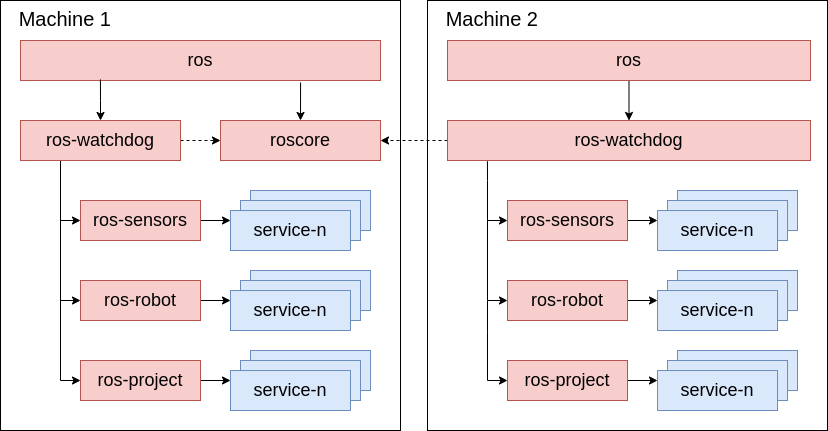 Machine 1
ros
ros-watchdog
roscore
ros-sensors
service-n
ros-robot
service-n
ros-project
service-n
Machine 2
ros
ros-watchdog
ros-sensors
service-n
ros-robot
service-n
ros-project
service-n